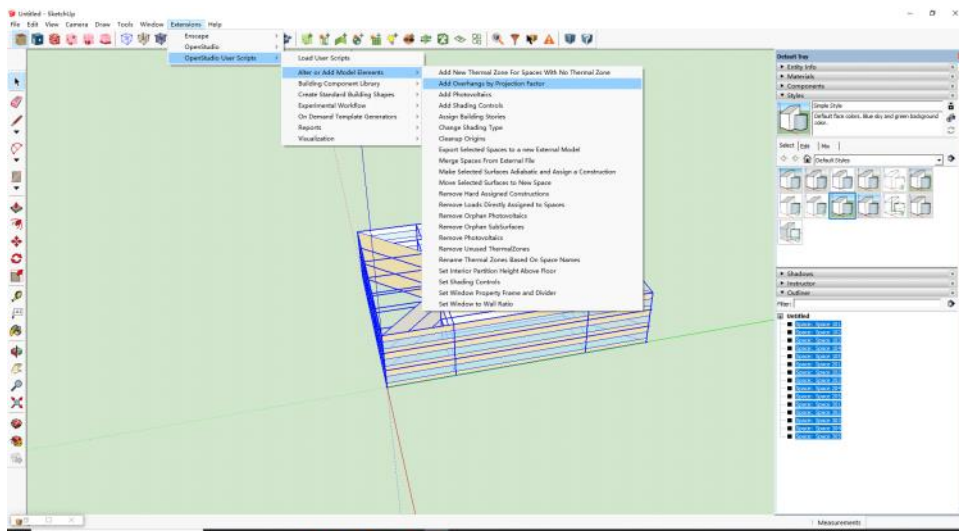 Untitled - SketchUp
File Edit View Camera Draw Tools Window Extensions Help
Enscape
OpenStudio
OpenStudio User Scripts
Load User Scripts
Alter or Add Model Elements
Building Component Library
Create Standard Building Shapes
Experimental Workflow
On Demand Template Generators
Reports
Visualization
Add New Thermal Zone For Spaces With No Thermal Zone
Add Overhangs by Projection Factor
Add Photovoltaics
Add Shading Controls
Assign Building Stories
Change Shading Type
Cleanup Origins
Export Selected Spaces to a new External Model
Merge Spaces From External File
Make Selected Surfaces Adiabatic and Assign a Construction
Move Selected Surfaces to New Space
Remove Hard Assigned Constructions
Remove Loads Directly Assigned to Spaces
Remove Orphan Photovoltaics
Remove Orphan SubSurfaces
Remove Photovoltaics
Remove Unused ThermalZones
Rename Thermal Zones Based On Space Names
Set Interior Partition Height Above Floor
Set Shading Controls
Set Window Property Frame and Divider
Set Window to Wall Ratio
Default Tray
Entity Info
Materials
Components
Styles
Simple Style
Default face colors. Blue sky and green background color.
Select Edit Mix
Default Styles
Shadows
Instructor
Outliner
Filter:
Untitled
Measurements